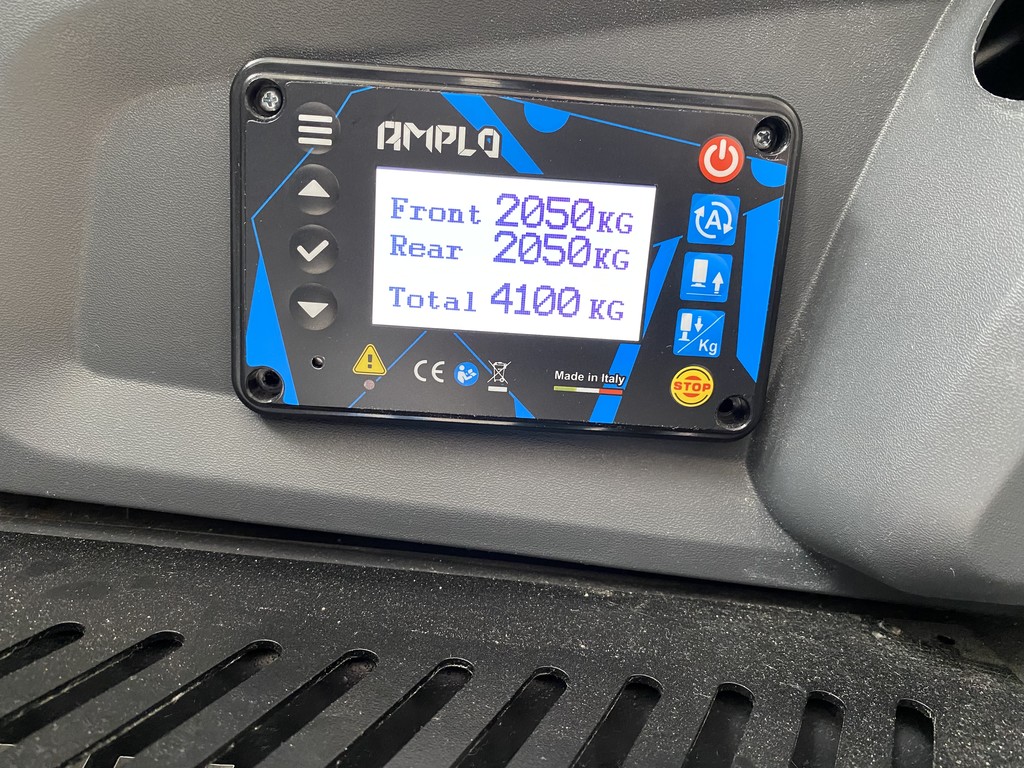 AMPLO
Front 2050 KG
Rear 2050 KG
Total 4100 KG
A
Kg
STOP
CE
Made in Italy